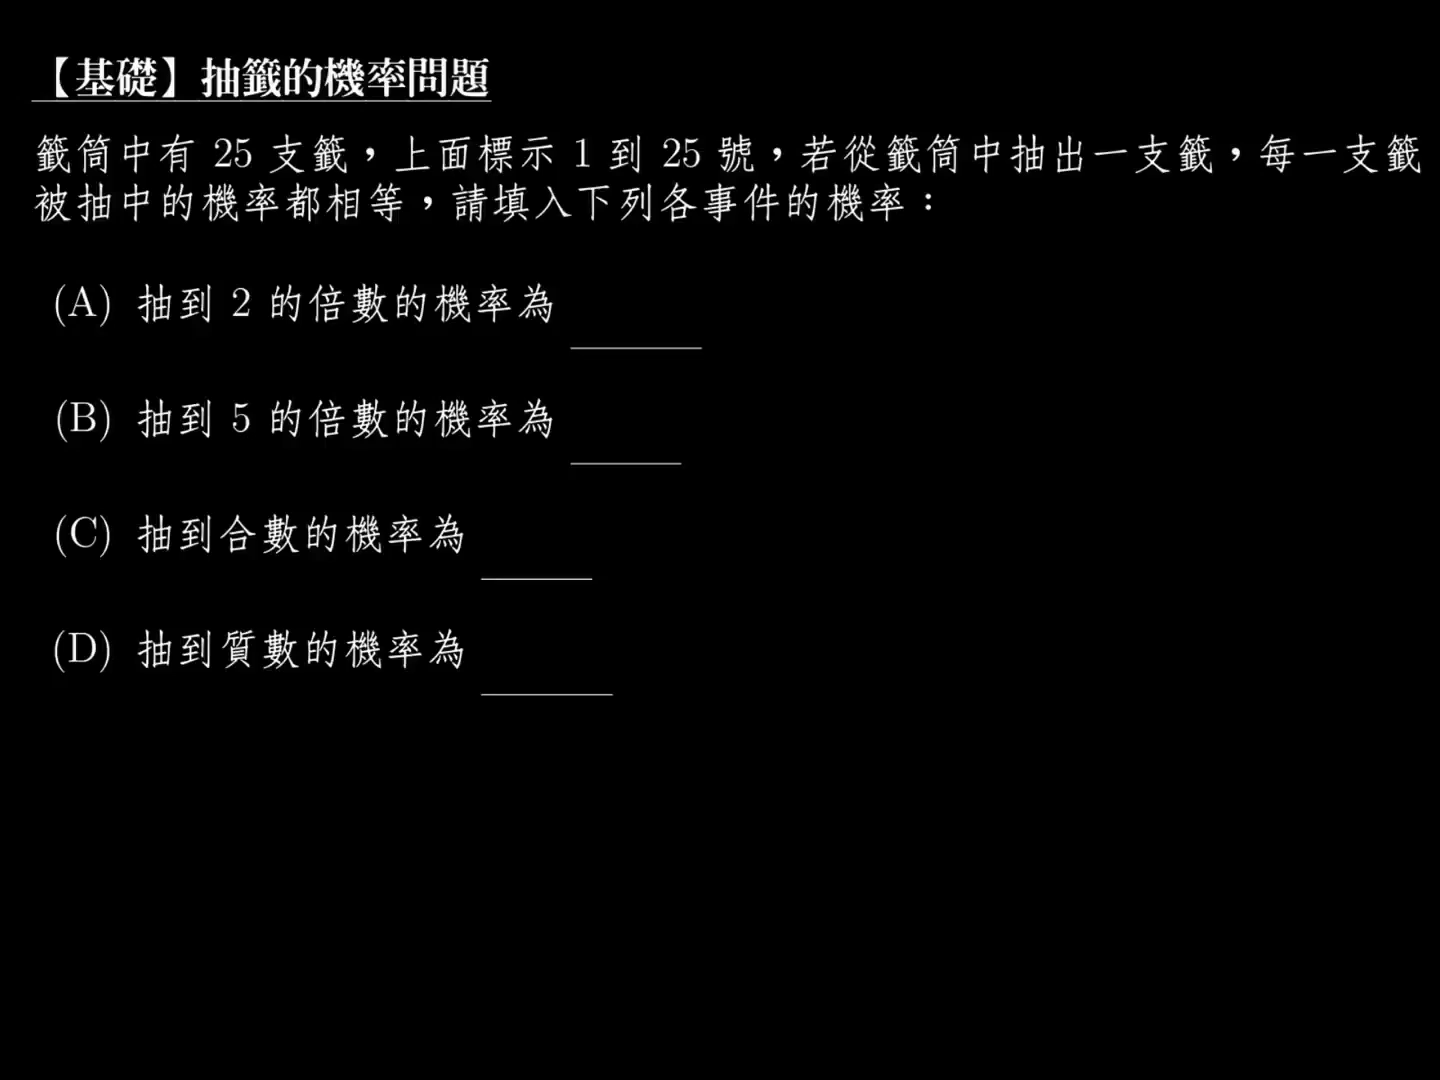 【基礎】抽籤的機率問題
籤筒中有 25 支籤，上面標示 1 到 25 號，若從籤筒中抽出一支籤，每一支籤
被抽中的機率都相等，請填入下列各事件的機率：
(A) 抽到 2 的倍數的機率為
(B) 抽到 5 的倍數的機率為
(C) 抽到合數的機率為
(D) 抽到質數的機率為